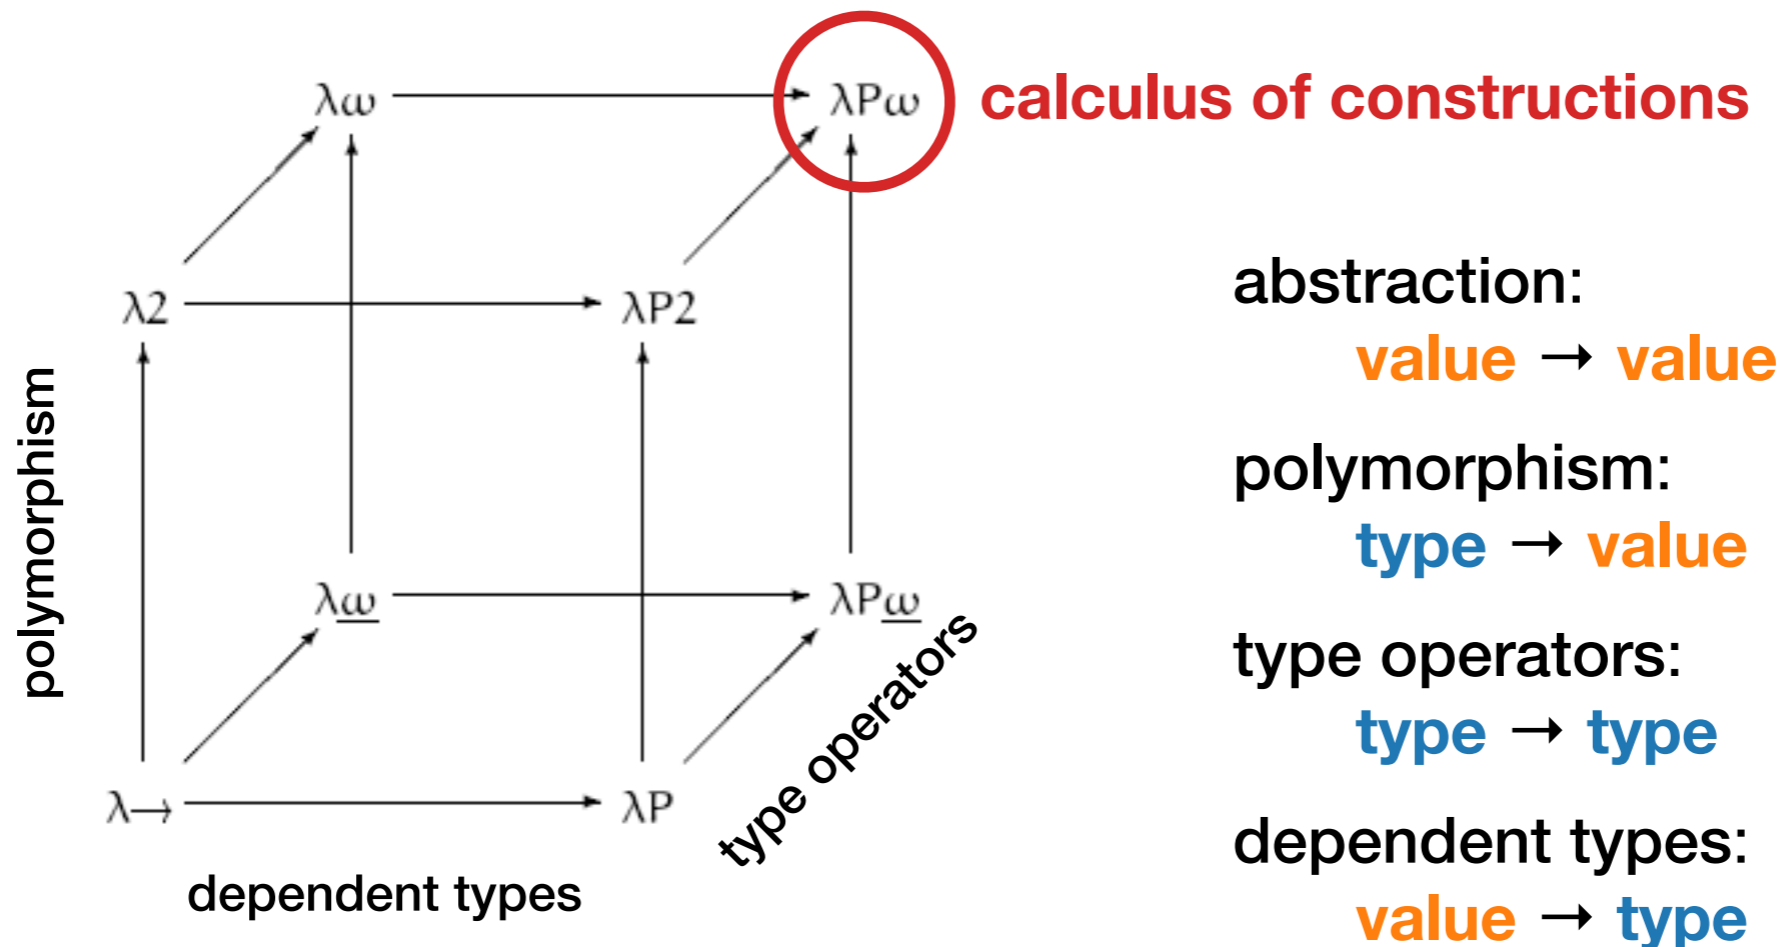 λω
λPω
calculus of constructions
λ2
λP2
abstraction:
value → value
polymorphism:
type → value
type operators:
type → type
dependent types:
value → type
polymorphism
λω̲
λPω̲
type operators
λ→
λP
dependent types